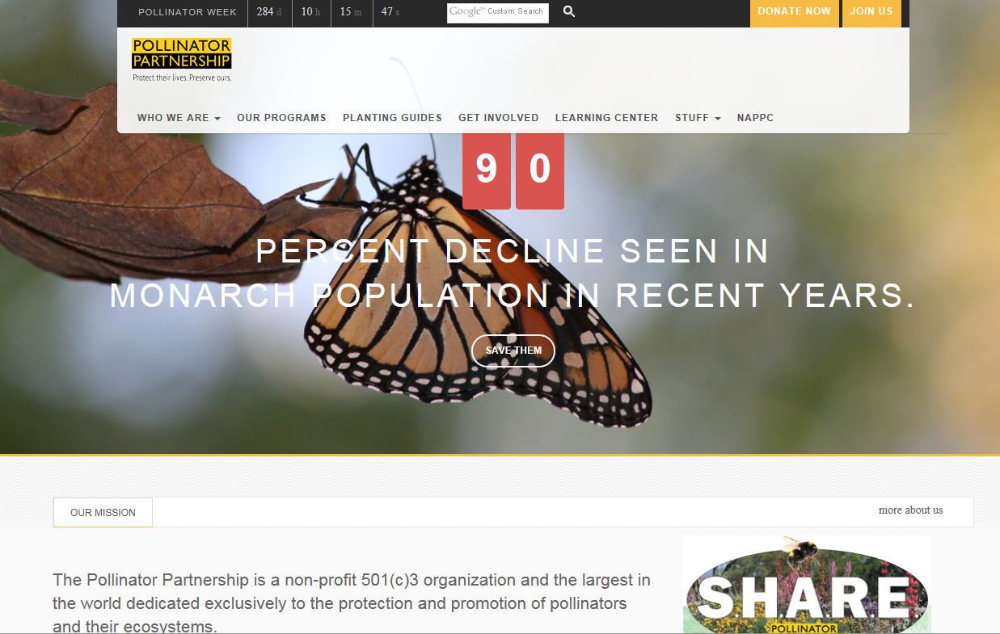 POLLINATOR WEEK 284 d 10 h 15 m 47 s Google™ Custom Search DONATE NOW JOIN US
POLLINATOR
PARTNERSHIP
Protect their lives. Preserve ours.
WHO WE ARE OUR PROGRAMS PLANTING GUIDES GET INVOLVED LEARNING CENTER STUFF NAPPC
9 0
PERCENT DECLINE SEEN IN
MONARCH POPULATION IN RECENT YEARS.
SAVE THEM
OUR MISSION more about us
The Pollinator Partnership is a non-profit 501(c)3 organization and the largest in
the world dedicated exclusively to the protection and promotion of pollinators
and their ecosystems.
S.H.A.R.E.
POLLINATOR